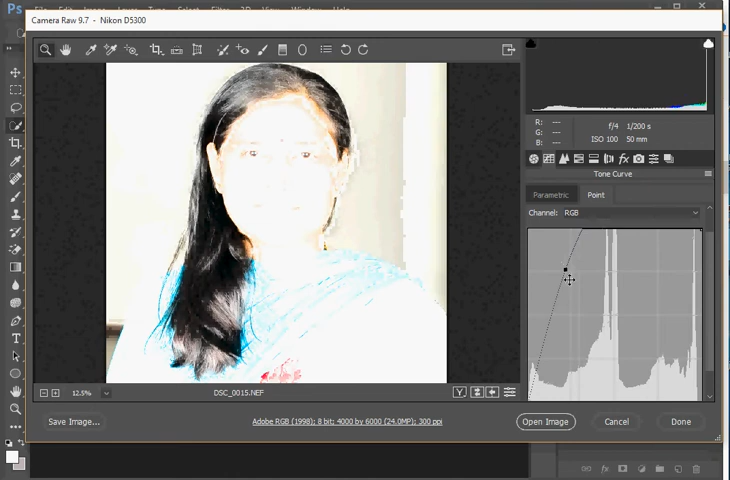 Ps
Camera Raw 9.7 - Nikon D5300
R: ---
G: ---
B: ---
f/4 1/200 s
ISO 100 50 mm
fx
Tone Curve
Parametric Point
Channel: RGB
12.5%
DSC_0015.NEF
Y
Save Image...
Adobe RGB (1998); 8 bit; 4000 by 6000 (24.0MP); 300 ppi
Open Image
Cancel
Done
fx